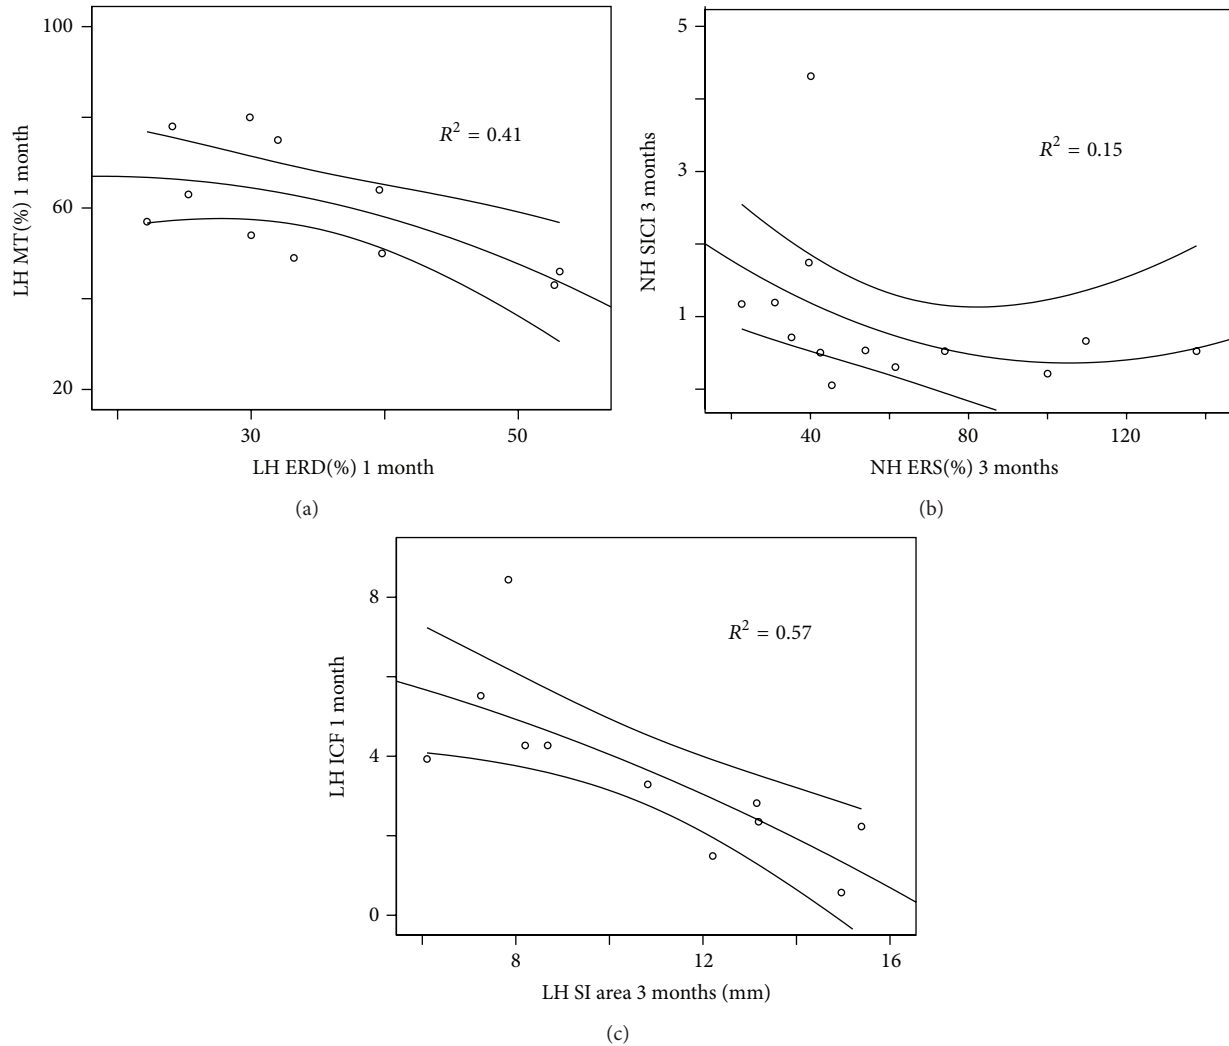 100
60
20
LH MT(%) 1 month
R² = 0.41
30 50
LH ERD(%) 1 month
(a)
5
3
1
NH SICI 3 months
R² = 0.15
40 80 120
NH ERS(%) 3 months
(b)
8
4
0
LH ICF 1 month
R² = 0.57
8 12 16
LH SI area 3 months (mm)
(c)